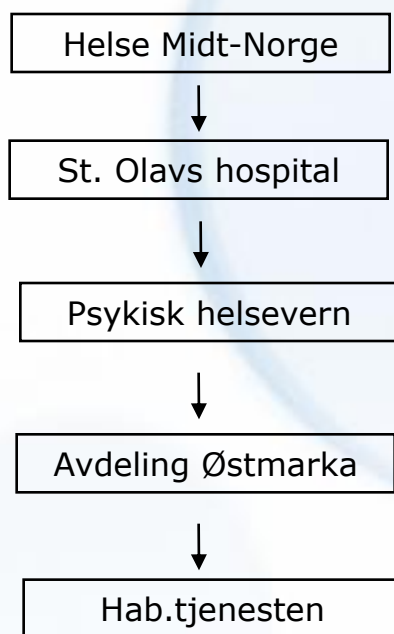 Helse Midt-Norge
St. Olavs hospital
Psykisk helsevern
Avdeling Østmarka
Hab.tjenesten